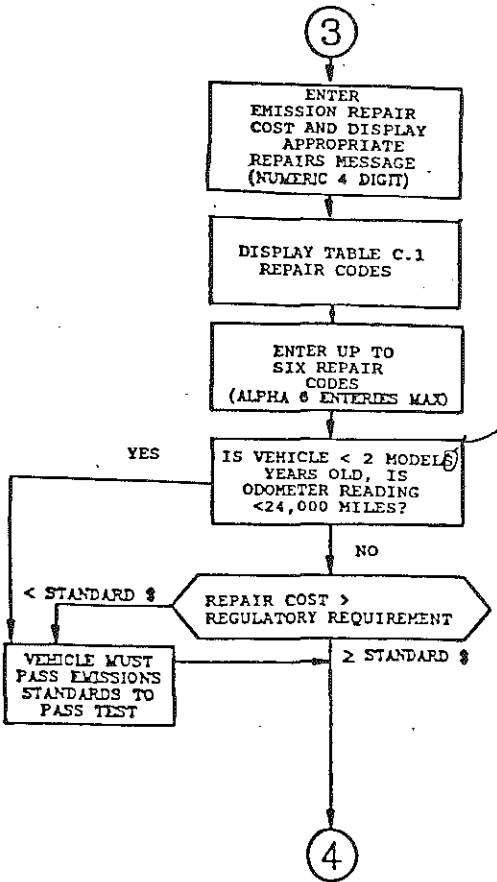 3
ENTER
EMISSION REPAIR
COST AND DISPLAY
APPROPRIATE
REPAIRS MESSAGE
(NUMERIC 4 DIGIT)
DISPLAY TABLE C.1
REPAIR CODES
ENTER UP TO
SIX REPAIR
CODES
(ALPHA 6 ENTERIES MAX)
YES
IS VEHICLE < 2 MODELS
YEARS OLD, IS
ODOMETER READING
<24,000 MILES?
NO
< STANDARD $
REPAIR COST >
REGULATORY REQUIREMENT
≥ STANDARD $
VEHICLE MUST
PASS EMISSIONS
STANDARDS TO
PASS TEST
4